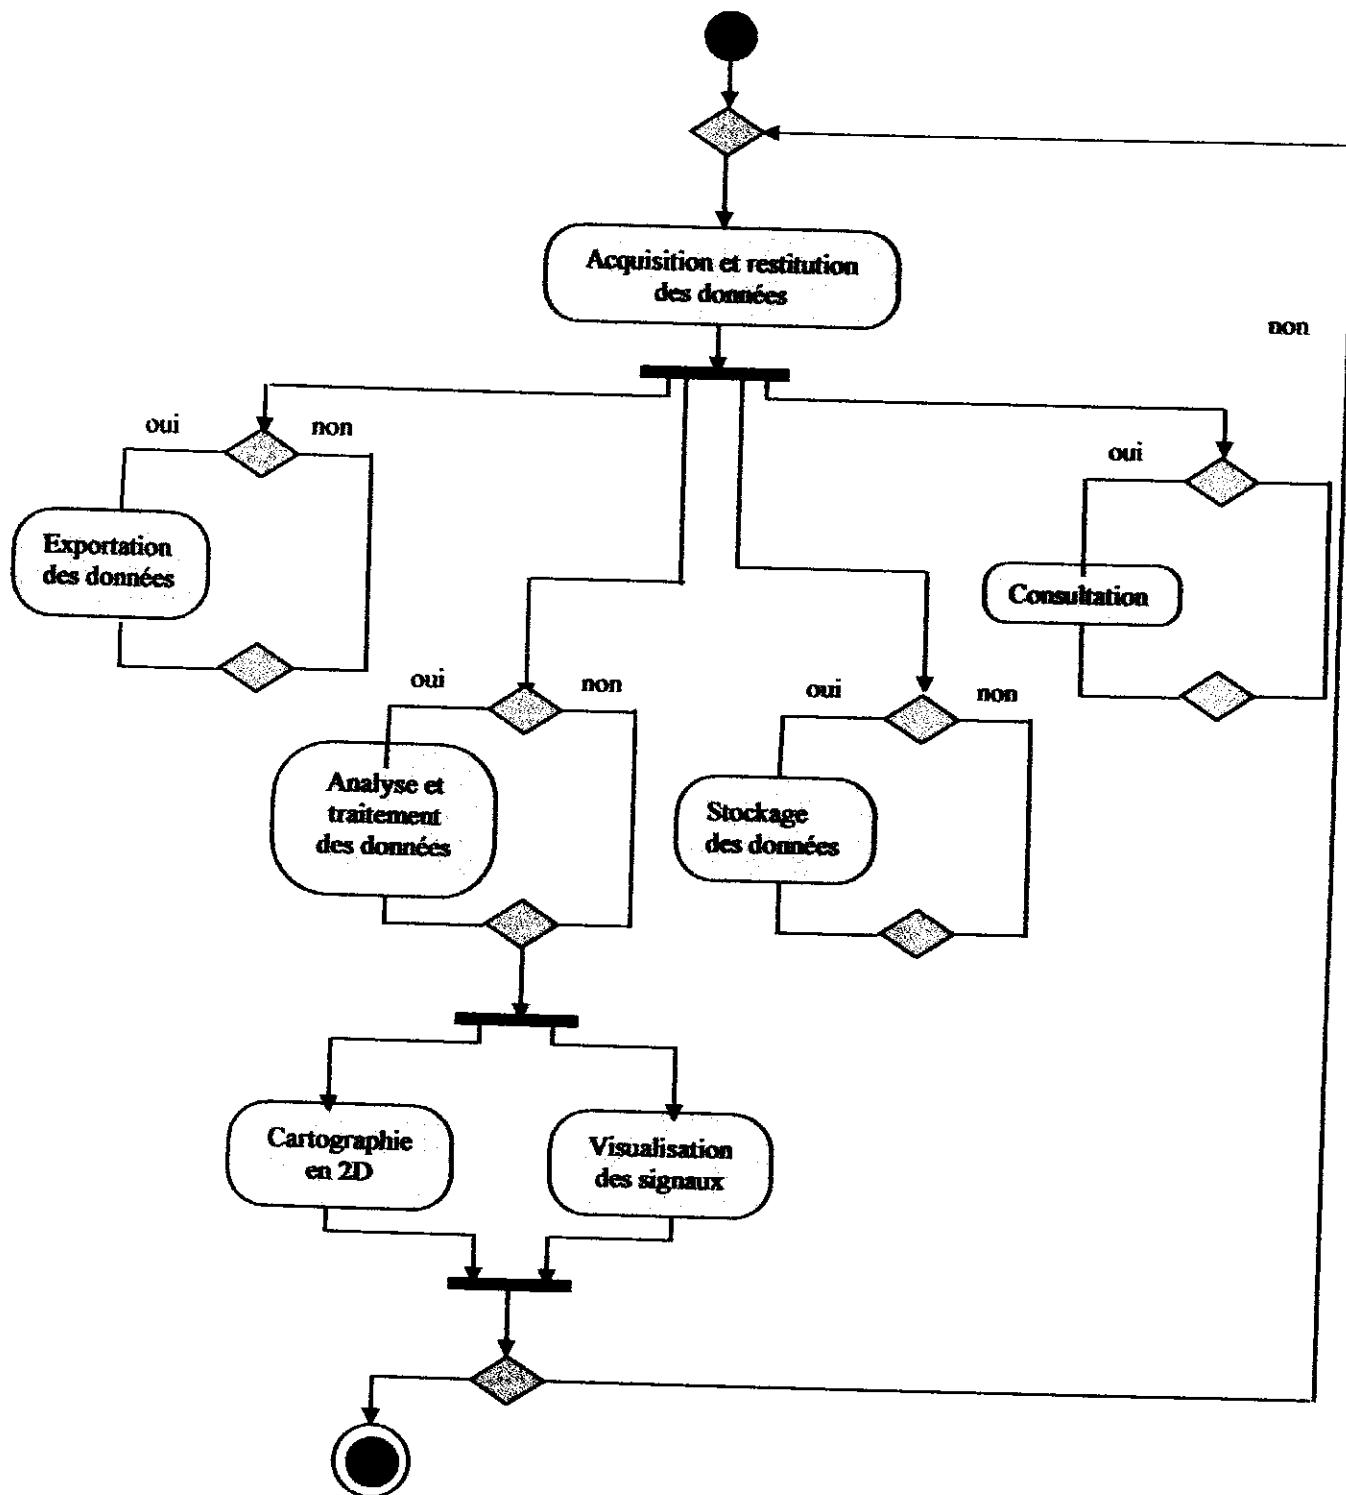 Acquisition et restitution
des données
non
oui
non
oui
Exportation
des données
Consultation
oui
non
oui
non
Analyse et
traitement
des données
Stockage
des données
Cartographie
en 2D
Visualisation
des signaux